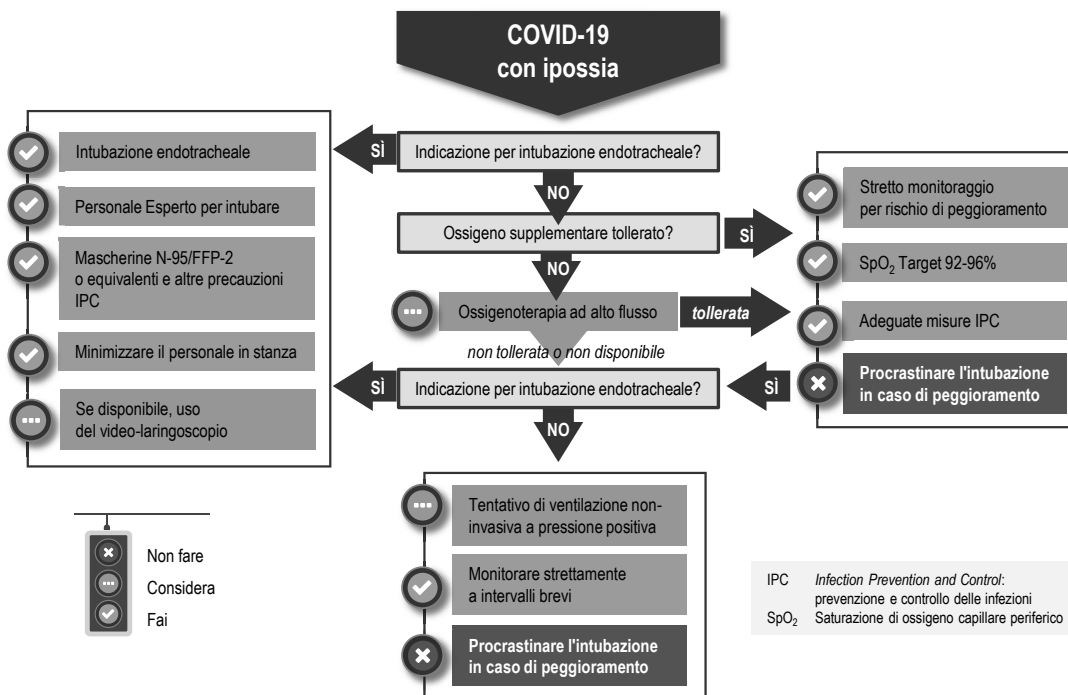 COVID-19
con ipossia
Indicazione per intubazione endotracheale?
SÌ
NO
Intubazione endotracheale
Personale Esperto per intubare
Mascherine N-95/FFP-2
o equivalenti e altre precauzioni
IPC
Minimizzare il personale in stanza
Se disponibile, uso
del video-laringoscopio
Ossigeno supplementare tollerato?
SÌ
NO
Stretto monitoraggio
per rischio di peggioramento
SpO₂ Target 92-96%
Adeguate misure IPC
Procrastinare l'intubazione
in caso di peggioramento
Ossigenoterapia ad alto flusso
tollerata
non tollerata o non disponibile
SÌ
Indicazione per intubazione endotracheale?
SÌ
NO
Tentativo di ventilazione non-
invasiva a pressione positiva
Monitorare strettamente
a intervalli brevi
Procrastinare l'intubazione
in caso di peggioramento
Non fare
Considera
Fai
IPC Infection Prevention and Control:
prevenzione e controllo delle infezioni
SpO₂ Saturazione di ossigeno capillare periferico